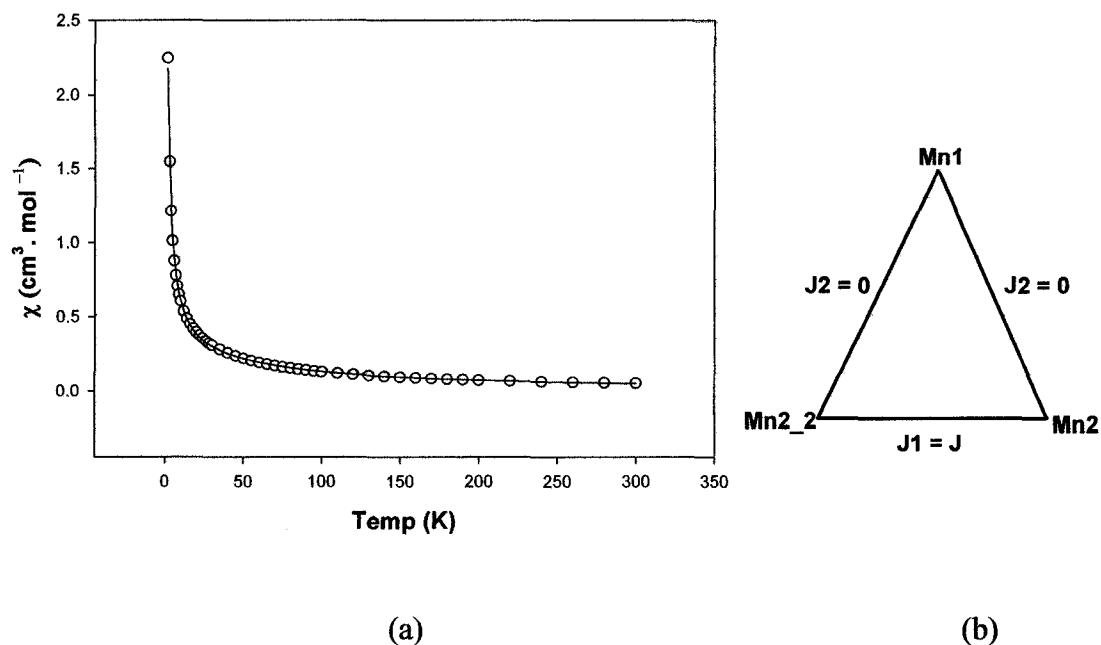 2.5
2.0
1.5
1.0
0.5
0.0
χ (cm³ . mol ⁻¹)
0 50 100 150 200 250 300 350
Temp (K)
Mn1
J2 = 0
J2 = 0
Mn2_2
Mn2
J1 = J
(a)
(b)